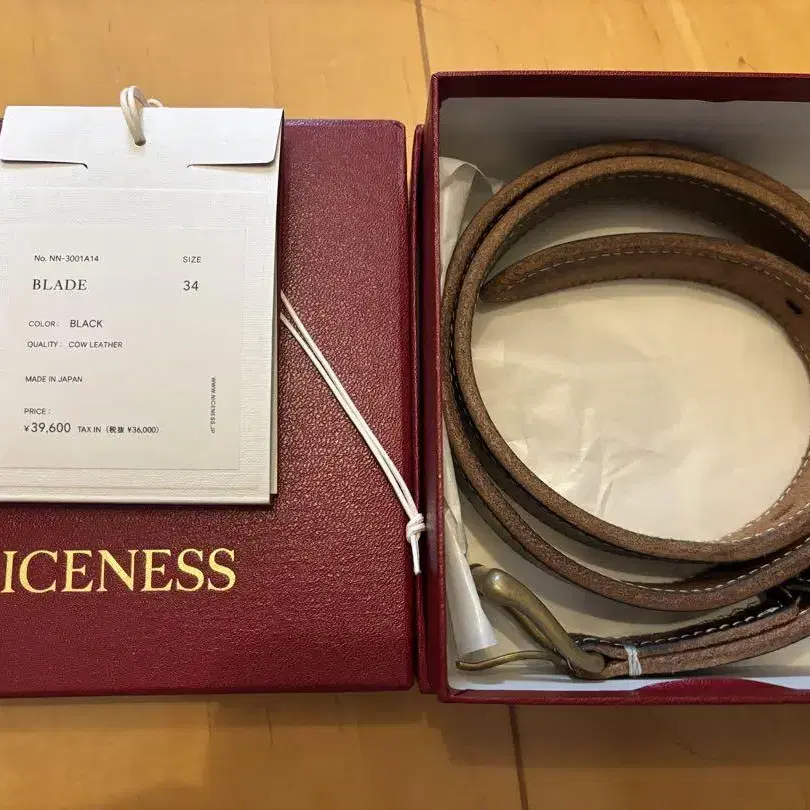 No. NN-3001A14 SIZE
BLADE 34
COLOR: BLACK
QUALITY: COW LEATHER
MADE IN JAPAN
PRICE:
¥39,600 TAX IN (税抜 ¥36,000)
WWW.NICENESS.JP
ICENESS